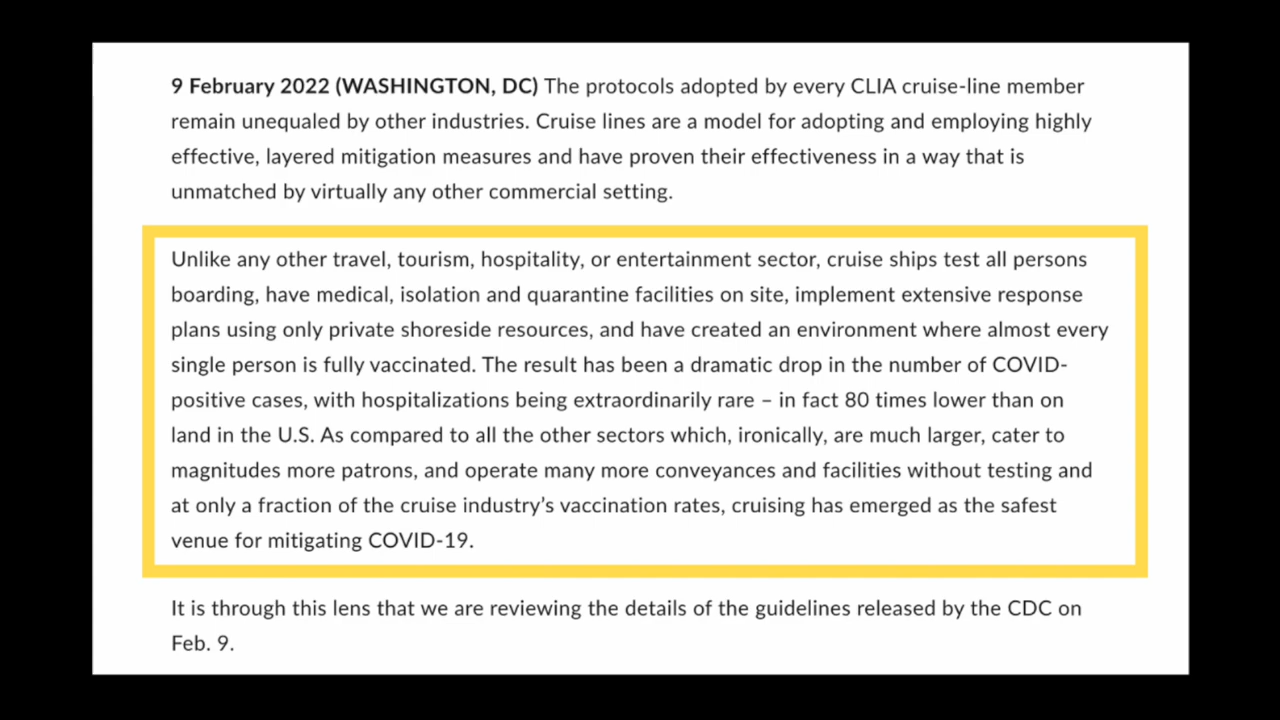 9 February 2022 (WASHINGTON, DC) The protocols adopted by every CLIA cruise-line member
remain unequaled by other industries. Cruise lines are a model for adopting and employing highly
effective, layered mitigation measures and have proven their effectiveness in a way that is
unmatched by virtually any other commercial setting.
Unlike any other travel, tourism, hospitality, or entertainment sector, cruise ships test all persons
boarding, have medical, isolation and quarantine facilities on site, implement extensive response
plans using only private shoreside resources, and have created an environment where almost every
single person is fully vaccinated. The result has been a dramatic drop in the number of COVID-
positive cases, with hospitalizations being extraordinarily rare – in fact 80 times lower than on
land in the U.S. As compared to all the other sectors which, ironically, are much larger, cater to
magnitudes more patrons, and operate many more conveyances and facilities without testing and
at only a fraction of the cruise industry’s vaccination rates, cruising has emerged as the safest
venue for mitigating COVID-19.
It is through this lens that we are reviewing the details of the guidelines released by the CDC on
Feb. 9.